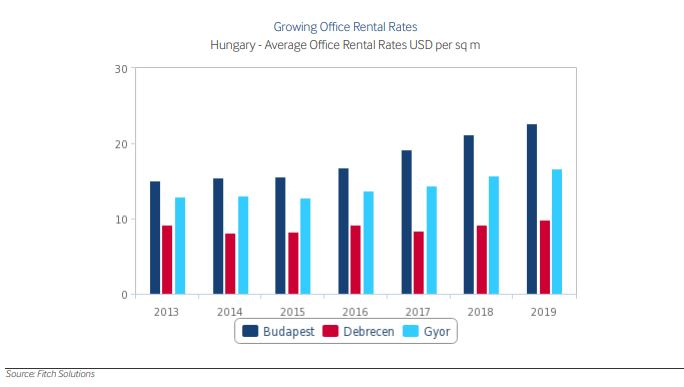 Growing Office Rental Rates
Hungary - Average Office Rental Rates USD per sq m
30
20
10
0
2013 2014 2015 2016 2017 2018 2019
Budapest Debrecen Gyor
Source: Fitch Solutions